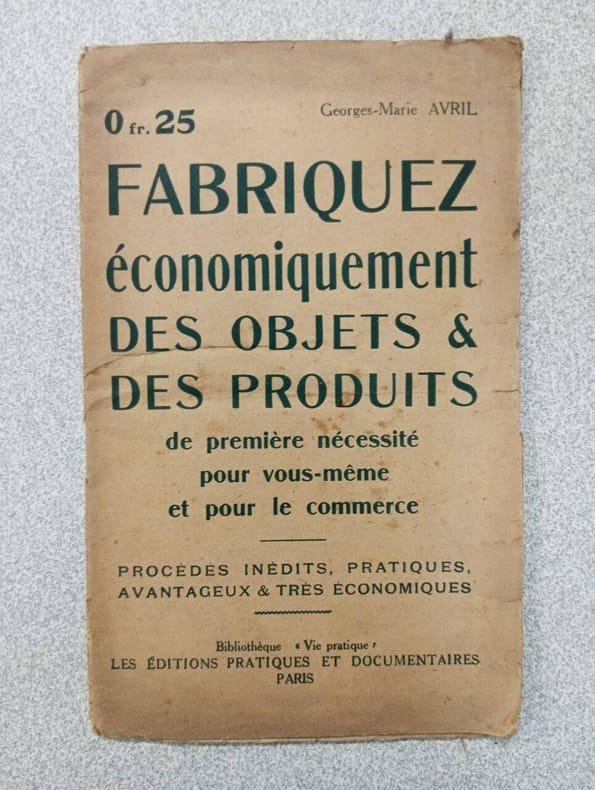 0 fr. 25
Georges-Marie AVRIL
FABRIQUEZ
économiquement
DES OBJETS &
DES PRODUITS
de première nécessité
pour vous-même
et pour le commerce
PROCÉDÉS INÉDITS, PRATIQUES,
AVANTAGEUX & TRÈS ÉCONOMIQUES
Bibliothèque « Vie pratique »
LES ÉDITIONS PRATIQUES ET DOCUMENTAIRES
PARIS